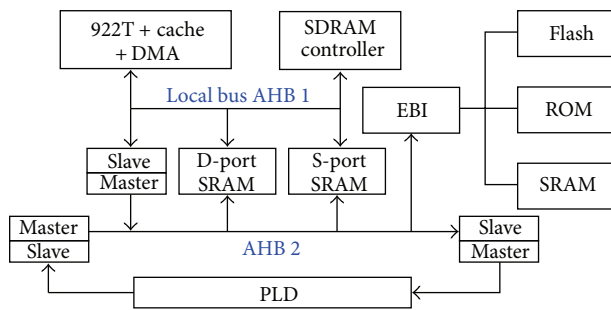 922T + cache
+ DMA
SDRAM
controller
Flash
Local bus AHB 1
EBI
ROM
Slave
Master
D-port
SRAM
S-port
SRAM
SRAM
Master
Slave
AHB 2
Slave
Master
PLD